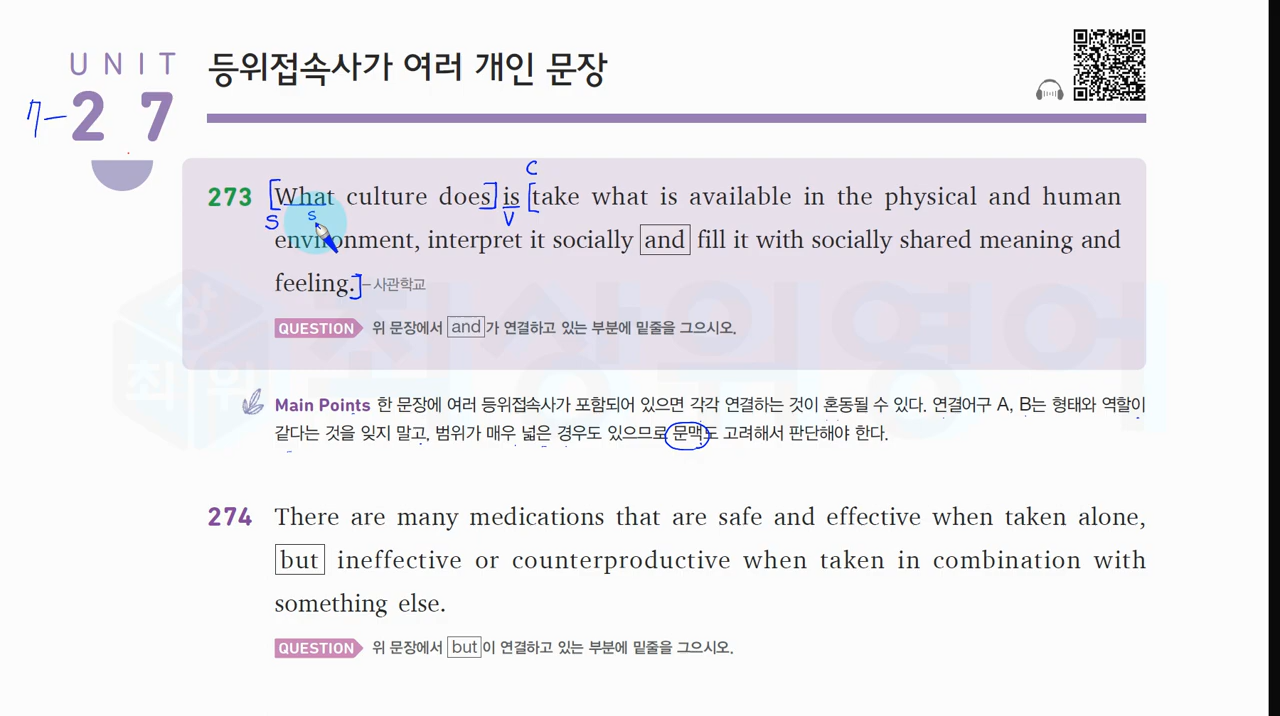 UNIT
등위접속사가 여러 개인 문장
7-27
C
273 [What culture does] is [take what is available in the physical and human
S S V
environment, interpret it socially and fill it with socially shared meaning and
feeling.] – 사관학교
QUESTION 위 문장에서 and가 연결하고 있는 부분에 밑줄을 그으시오.
Main Points 한 문장에 여러 등위접속사가 포함되어 있으면 각각 연결하는 것이 혼동될 수 있다. 연결어구 A, B는 형태와 역할이
같다는 것을 잊지 말고, 범위가 매우 넓은 경우도 있으므로 문맥도 고려해서 판단해야 한다.
최상위영어
상
최 위
274 There are many medications that are safe and effective when taken alone,
but ineffective or counterproductive when taken in combination with
something else.
QUESTION 위 문장에서 but이 연결하고 있는 부분에 밑줄을 그으시오.